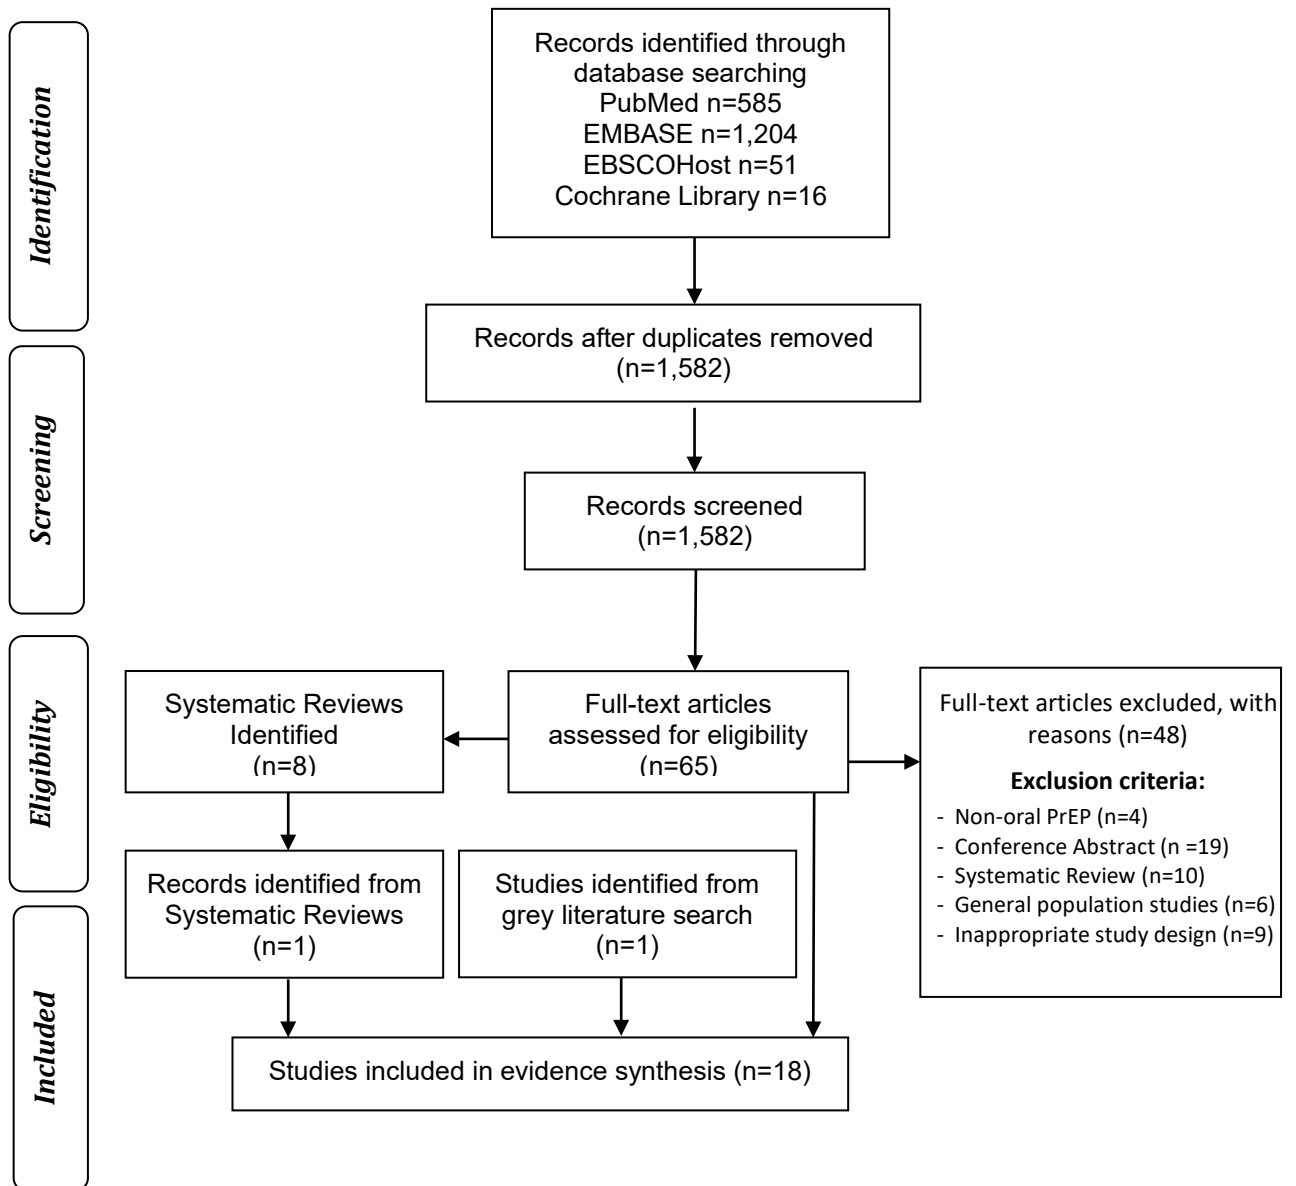 Identification
Records identified through
database searching
PubMed n=585
EMBASE n=1,204
EBSCOHost n=51
Cochrane Library n=16
Records after duplicates removed
(n=1,582)
Screening
Records screened
(n=1,582)
Eligibility
Systematic Reviews
Identified
(n=8)
Full-text articles
assessed for eligibility
(n=65)
Full-text articles excluded, with
reasons (n=48)
Exclusion criteria:
- Non-oral PrEP (n=4)
- Conference Abstract (n =19)
- Systematic Review (n=10)
- General population studies (n=6)
- Inappropriate study design (n=9)
Records identified from
Systematic Reviews
(n=1)
Studies identified from
grey literature search
(n=1)
Included
Studies included in evidence synthesis (n=18)